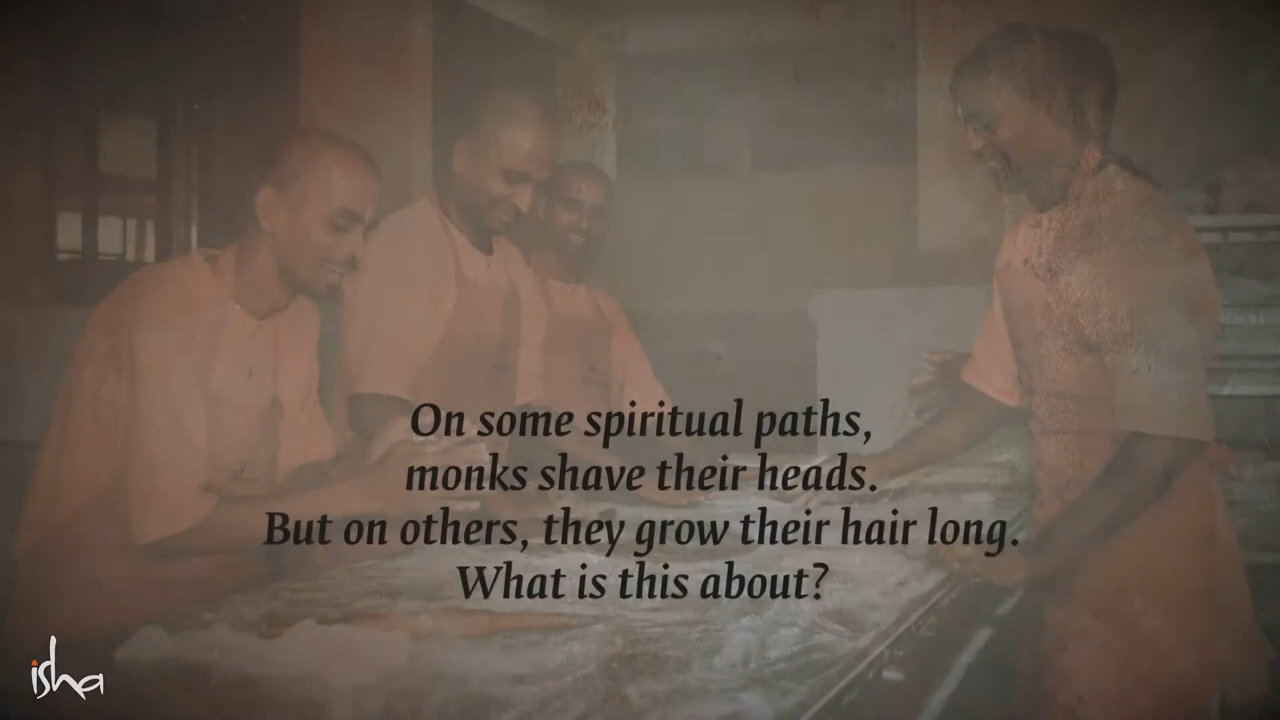 On some spiritual paths,
monks shave their heads.
But on others, they grow their hair long.
What is this about?
isha